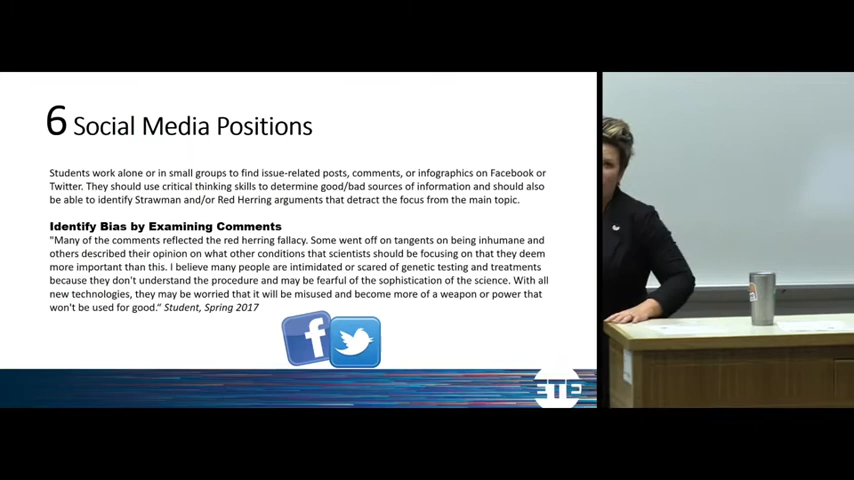 6 Social Media Positions
Students work alone or in small groups to find issue-related posts, comments, or infographics on Facebook or
Twitter. They should use critical thinking skills to determine good/bad sources of information and should also
be able to identify Strawman and/or Red Herring arguments that detract the focus from the main topic.
Identify Bias by Examining Comments
"Many of the comments reflected the red herring fallacy. Some went off on tangents on being inhumane and
others described their opinion on what other conditions that scientists should be focusing on that they deem
more important than this. I believe many people are intimidated or scared of genetic testing and treatments
because they don't understand the procedure and may be fearful of the sophistication of the science. With all
new technologies, they may be worried that it will be misused and become more of a weapon or power that
won't be used for good." Student, Spring 2017
f
ETE